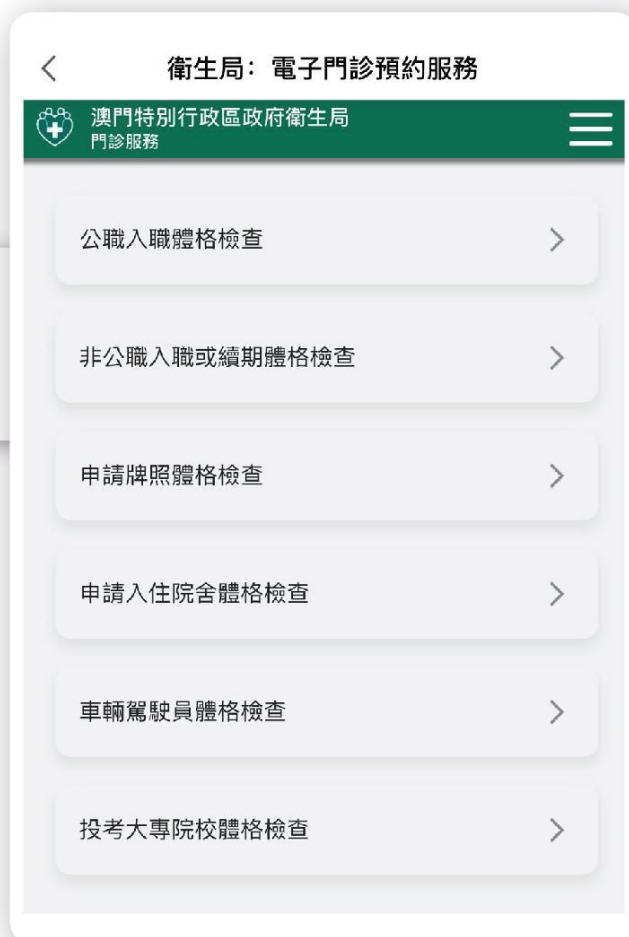 衛生局：電子門診預約服務
澳門特別行政區政府衛生局
門診服務
公職入職體格檢查
非公職入職或續期體格檢查
申請牌照體格檢查
申請入住院舍體格檢查
車輛駕駛員體格檢查
投考大專院校體格檢查